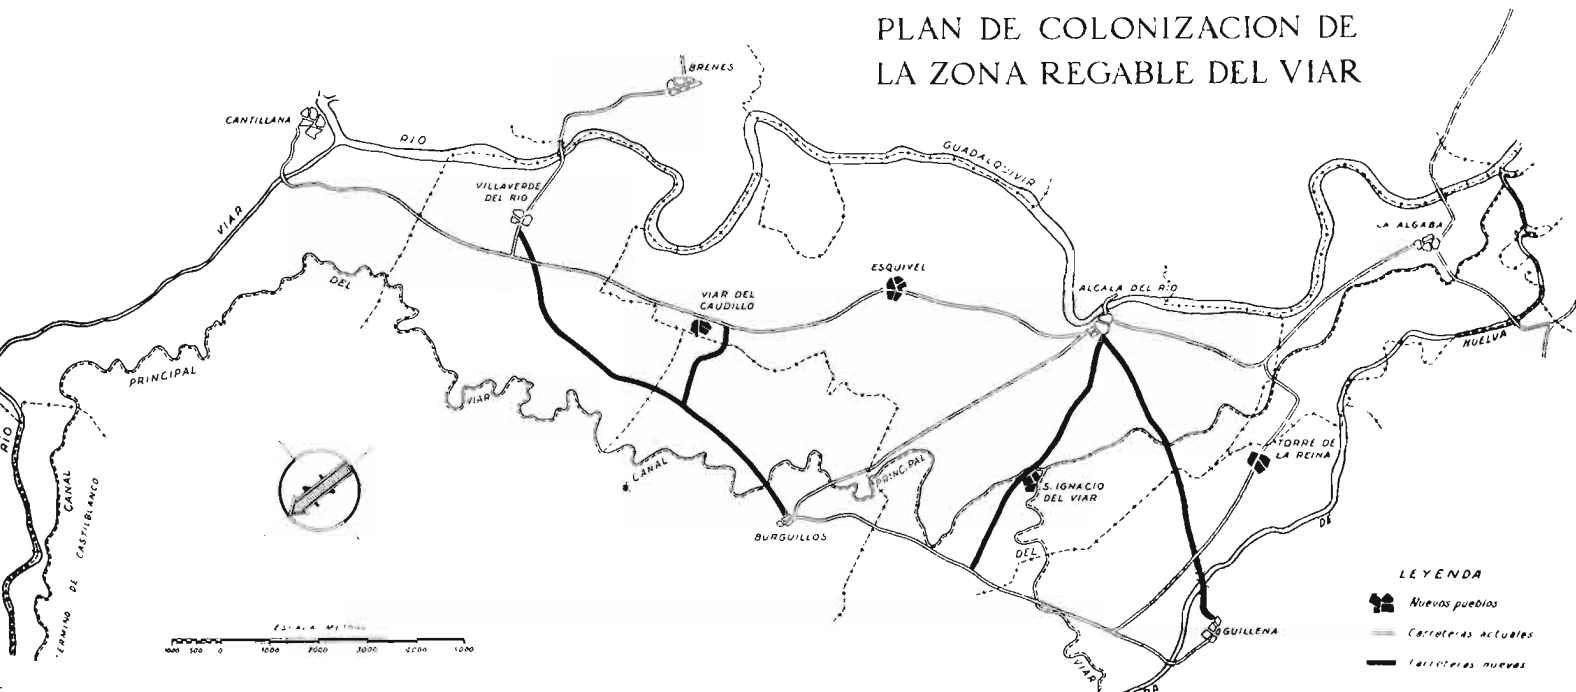 PLAN DE COLONIZACION DE
LA ZONA REGABLE DEL VIAR
BRENES
CANTILLANA
RIO
GUADALQUIVIR
VILLAVERDE
DEL RIO
VIAR
LA ALGABA
DEL
ESQUIVEL
VIAR DEL
CAUDILLO
ALCALA DEL RIO
HUELVA
PRINCIPAL
VIAR
RIO
CANAL
TERMINO DE CASTILBLANCO
CANAL
PRINCIPAL
TORRE DE
LA REINA
S. IGNACIO
DEL VIAR
BURGUILLOS
DE
DEL
GUILLENA
VIAR
LEYENDA
Nuevos pueblos
Carreteras actuales
Carreteras nuevas
ESCALA
1000 500 0 1000 2000 3000 4000 5000